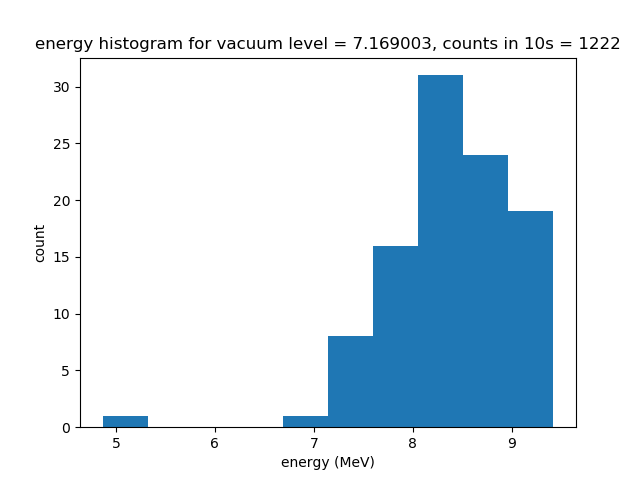 energy histogram for vacuum level = 7.169003, counts in 10s = 1222
30
25
20
15
10
5
0
count
5 6 7 8 9
energy (MeV)